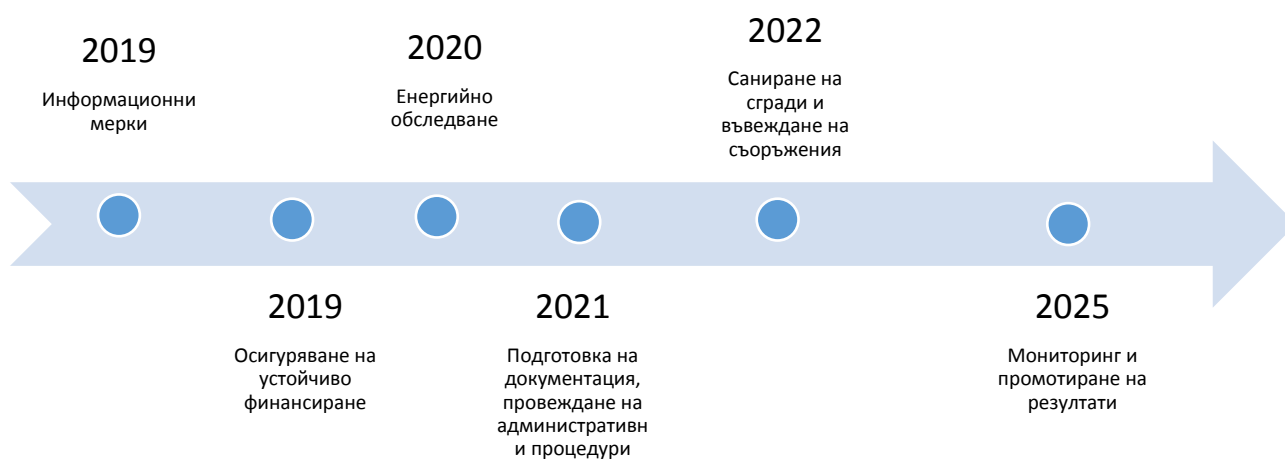 2019
Информационни
мерки
2019
Осигуряване на
устойчиво
финансиране
2020
Енергийно
обследване
2021
Подготовка на
документация,
провеждане на
административн
и процедури
2022
Саниране на
сгради и
въвеждане на
съоръжения
2025
Мониторинг и
промотиране на
резултати